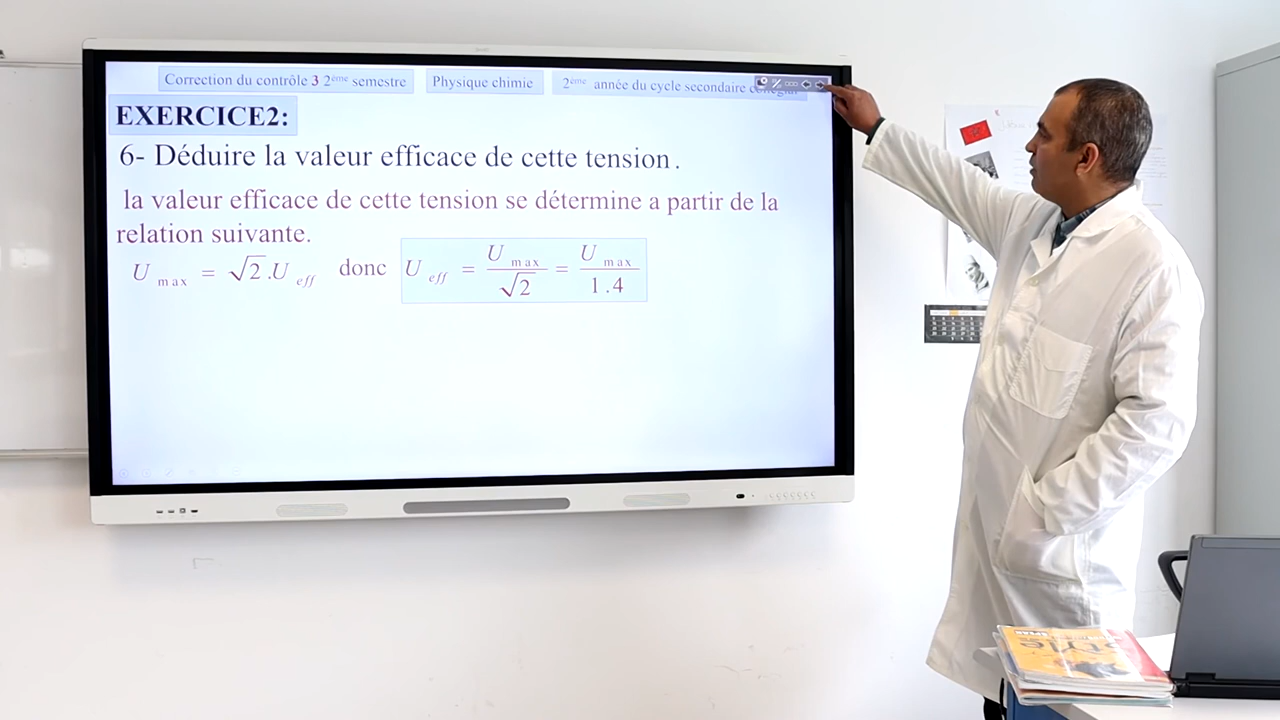 Correction du contrôle 3 2ème semestre
Physique chimie
2ème année du cycle secondaire
EXERCICE2:
6- Déduire la valeur efficace de cette tension.
la valeur efficace de cette tension se détermine a partir de la
relation suivante.
U max = √2.U eff donc U eff = U max / √2 = U max / 1.4